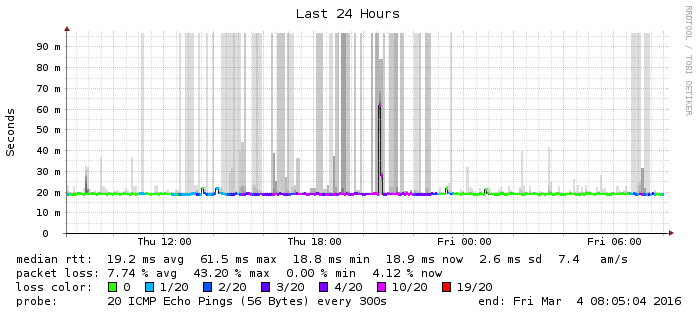 Last 24 Hours
RRDTOOL / TOBI OETIKER
Seconds
90 m
80 m
70 m
60 m
50 m
40 m
30 m
20 m
10 m
0
Thu 12:00 Thu 18:00 Fri 00:00 Fri 06:00
median rtt: 19.2 ms avg 61.5 ms max 18.8 ms min 18.9 ms now 2.6 ms sd 7.4 am/s
packet loss: 7.74 % avg 43.20 % max 0.00 % min 4.12 % now
loss color: 0 1/20 2/20 3/20 4/20 10/20 19/20
probe: 20 ICMP Echo Pings (56 Bytes) every 300s end: Fri Mar 4 08:05:04 2016